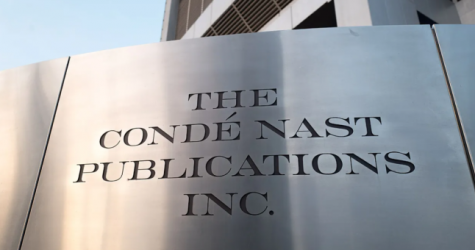 THE
CONDÉ NAST
PUBLICATIONS
INC.